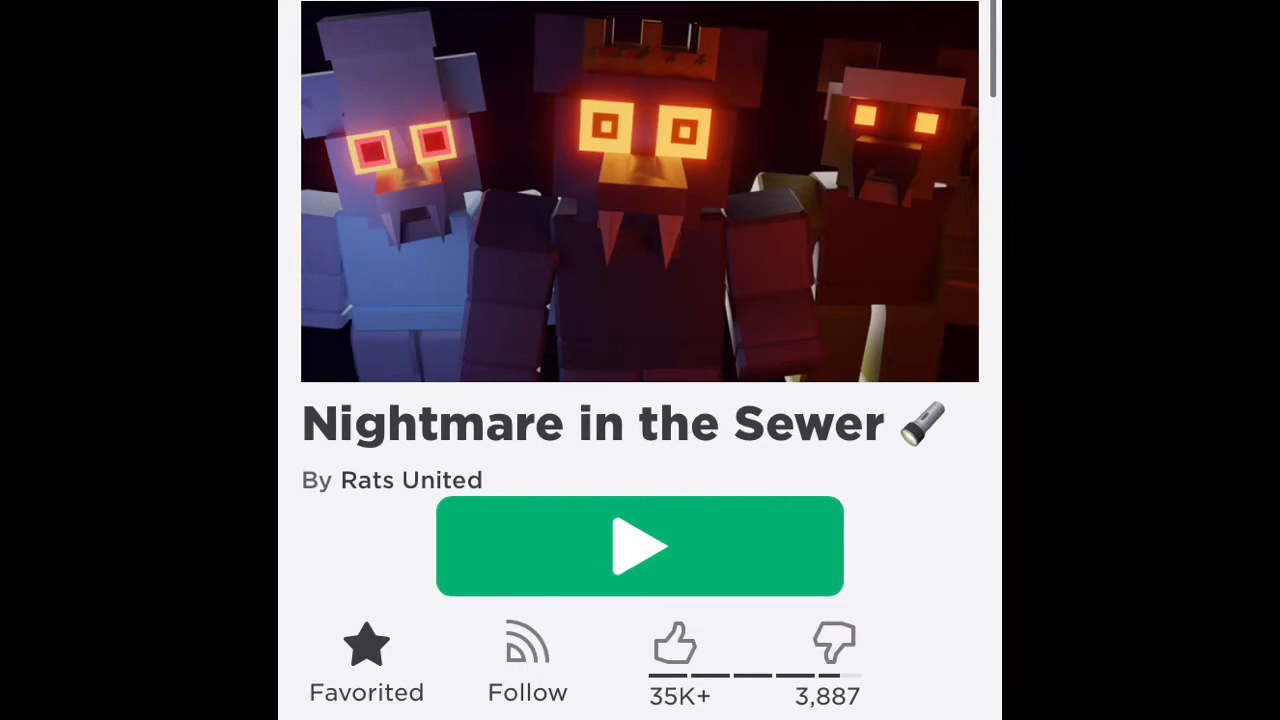 Nightmare in the Sewer 🔦
By Rats United
Favorited
Follow
35K+
3,887